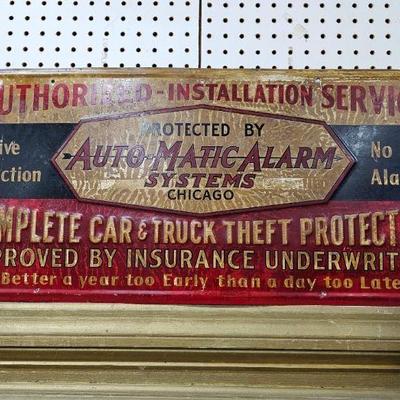 UTHORIZED-INSTALLATION SERVIC
PROTECTED BY
AUTO-MATIC ALARM
SYSTEMS
CHICAGO
ive
ction
No
Ala
MPLETE CAR & TRUCK THEFT PROTECT
PROVED BY INSURANCE UNDERWRIT
Better a year too Early than a day too Late